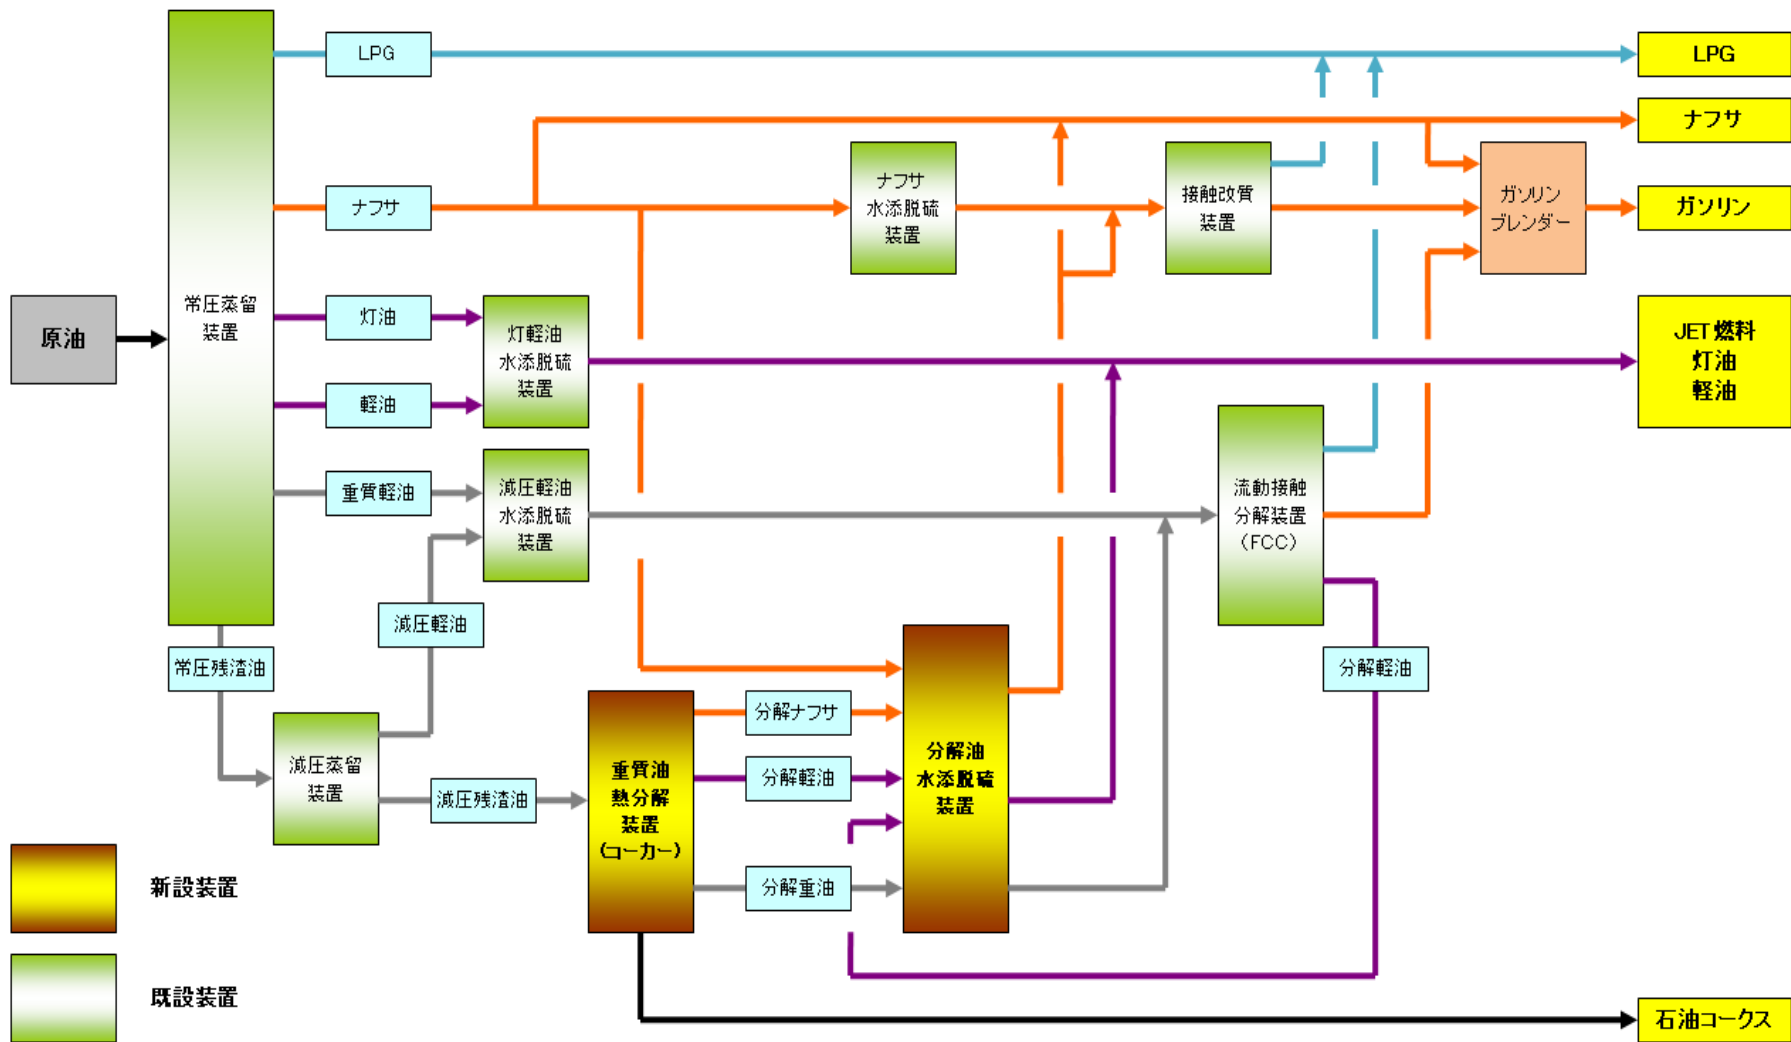 LPG
LPG
ナフサ
ナフサ
ナフサ
水添脱硫
装置
接触改質
装置
ガソリン
ブレンダー
ガソリン
原油
常圧蒸留
装置
灯油
軽油
灯軽油
水添脱硫
装置
JET 燃料
灯油
軽油
重質軽油
減圧軽油
水添脱硫
装置
流動接触
分解装置
(FCC)
減圧軽油
常圧残渣油
分解軽油
減圧蒸留
装置
減圧残渣油
重質油
熱分解
装置
(コーカー)
分解ナフサ
分解軽油
分解重油
分解油
水添脱硫
装置
新設装置
既設装置
石油コークス